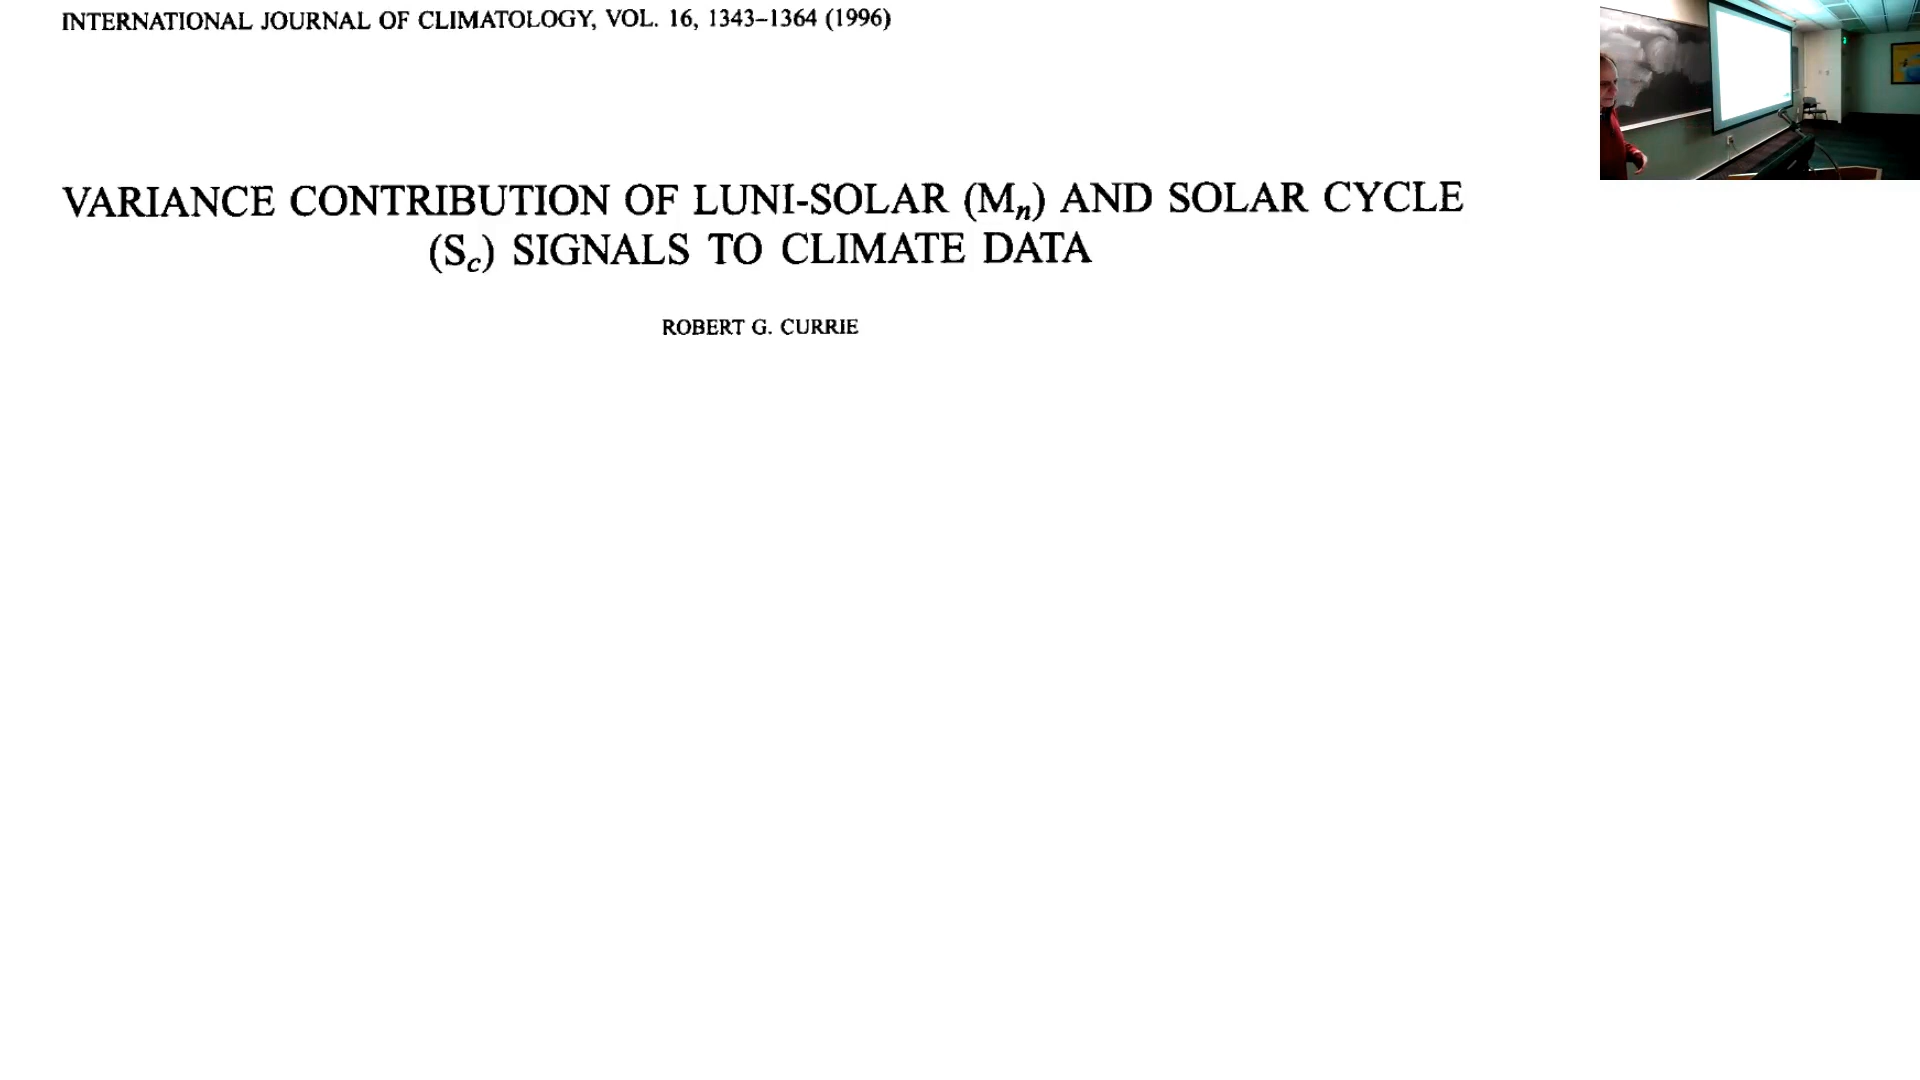 INTERNATIONAL JOURNAL OF CLIMATOLOGY, VOL. 16, 1343–1364 (1996)
VARIANCE CONTRIBUTION OF LUNI-SOLAR (Mn) AND SOLAR CYCLE
(Sc) SIGNALS TO CLIMATE DATA
ROBERT G. CURRIE